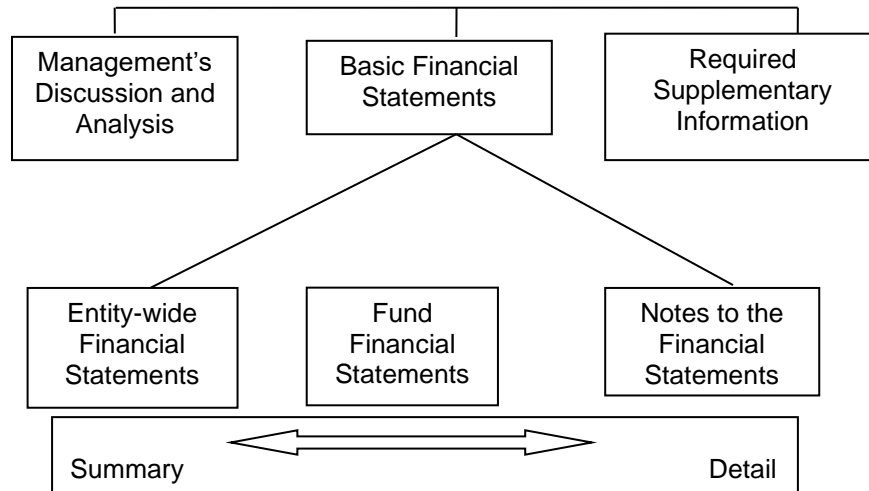 Management’s
Discussion and
Analysis
Basic Financial
Statements
Required
Supplementary
Information
Entity-wide
Financial
Statements
Fund
Financial
Statements
Notes to the
Financial
Statements
Summary
Detail